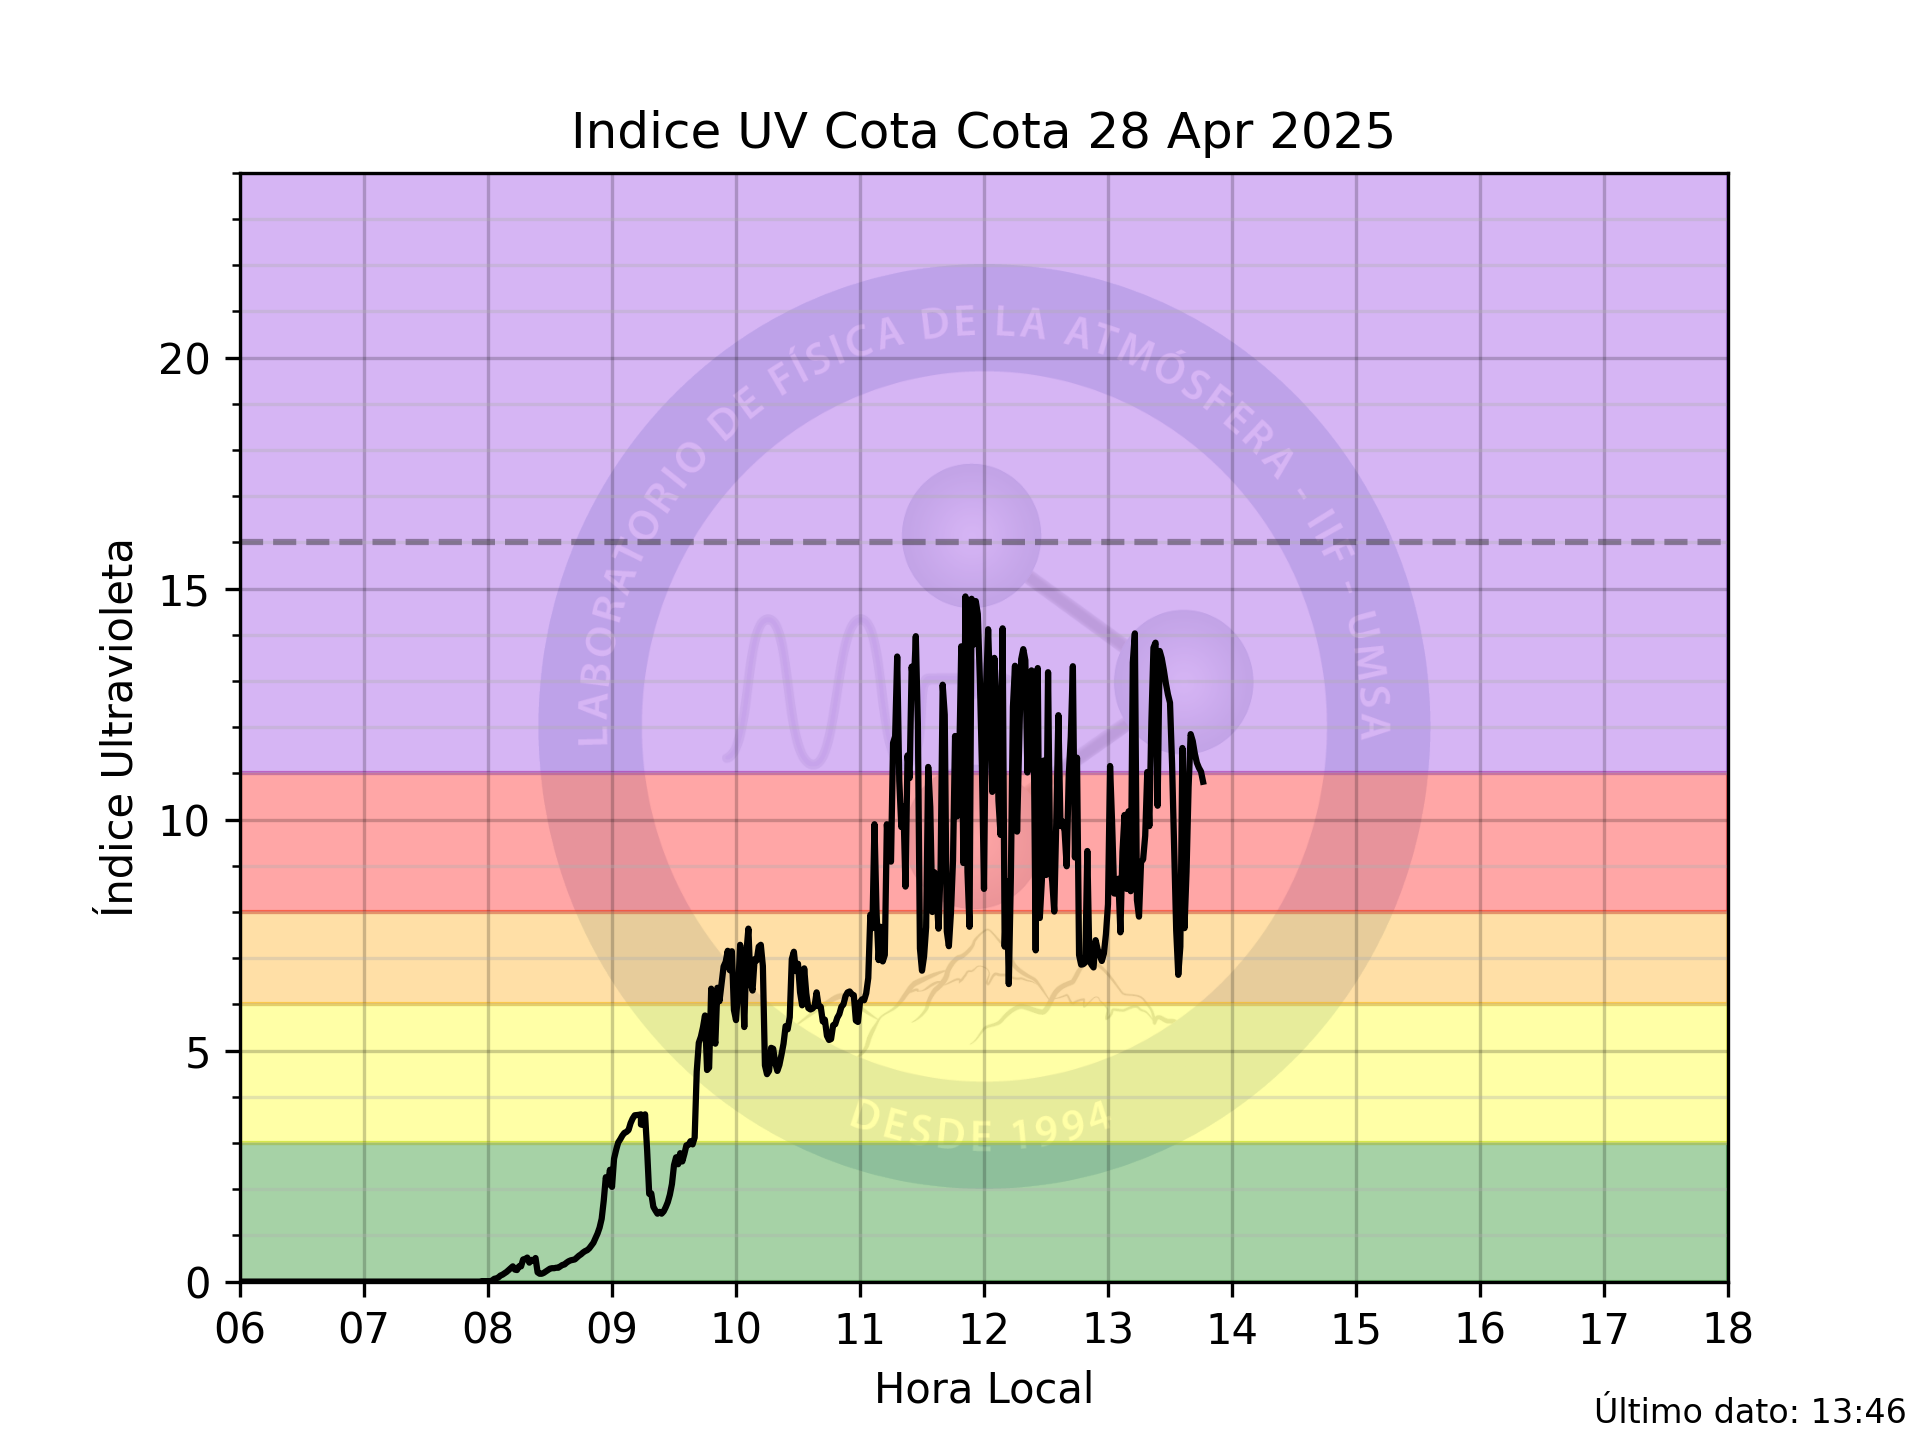 Indice UV Cota Cota 28 Apr 2025
Índice Ultravioleta
20
15
10
5
0
LABORATORIO DE FÍSICA DE LA ATMÓSFERA - IIF - UMSA
DESDE 1994
06 07 08 09 10 11 12 13 14 15 16 17 18
Hora Local
Último dato: 13:46